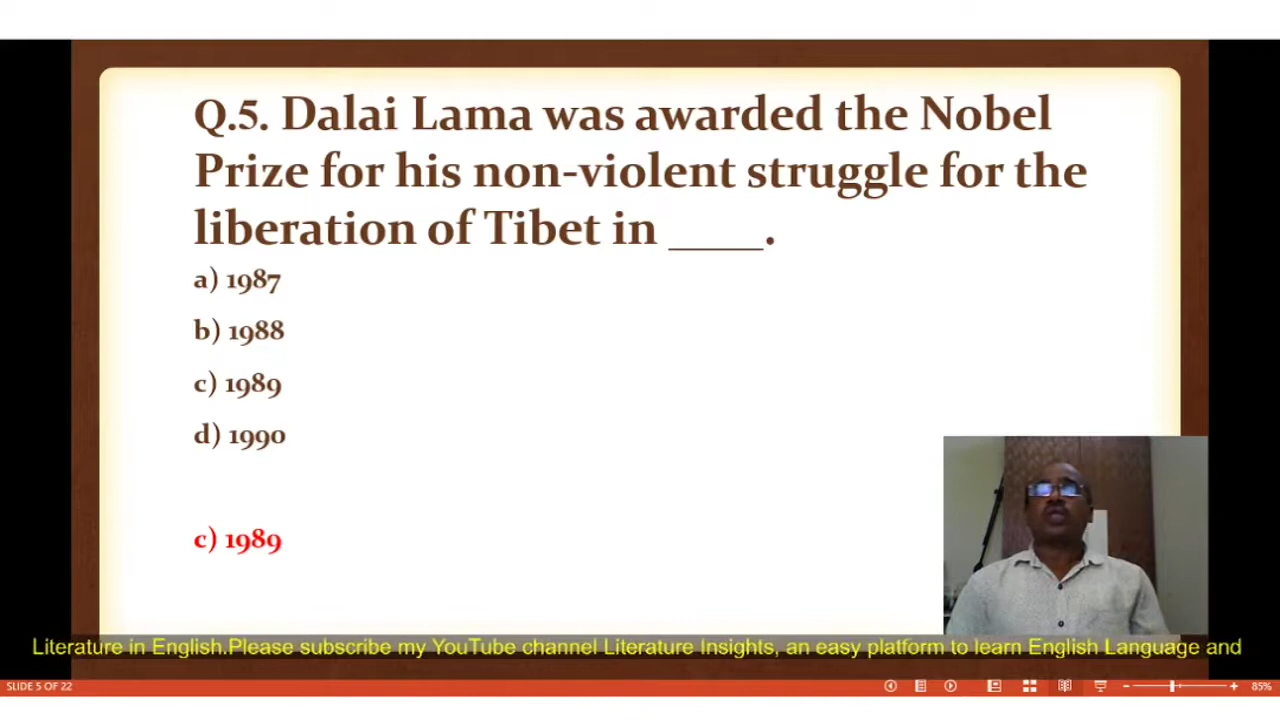 Q.5. Dalai Lama was awarded the Nobel
Prize for his non-violent struggle for the
liberation of Tibet in ____.
a) 1987
b) 1988
c) 1989
d) 1990
c) 1989
Literature in English.Please subscribe my YouTube channel Literature Insights, an easy platform to learn English Language and
SLIDE 5 OF 22
85%